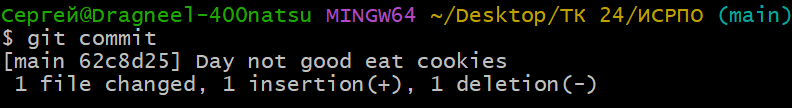 Сергей@Dragneel-400natsu MINGW64 ~/Desktop/ТК 24/ИСРПО (main)
$ git commit
[main 62c8d25] Day not good eat cookies
 1 file changed, 1 insertion(+), 1 deletion(-)